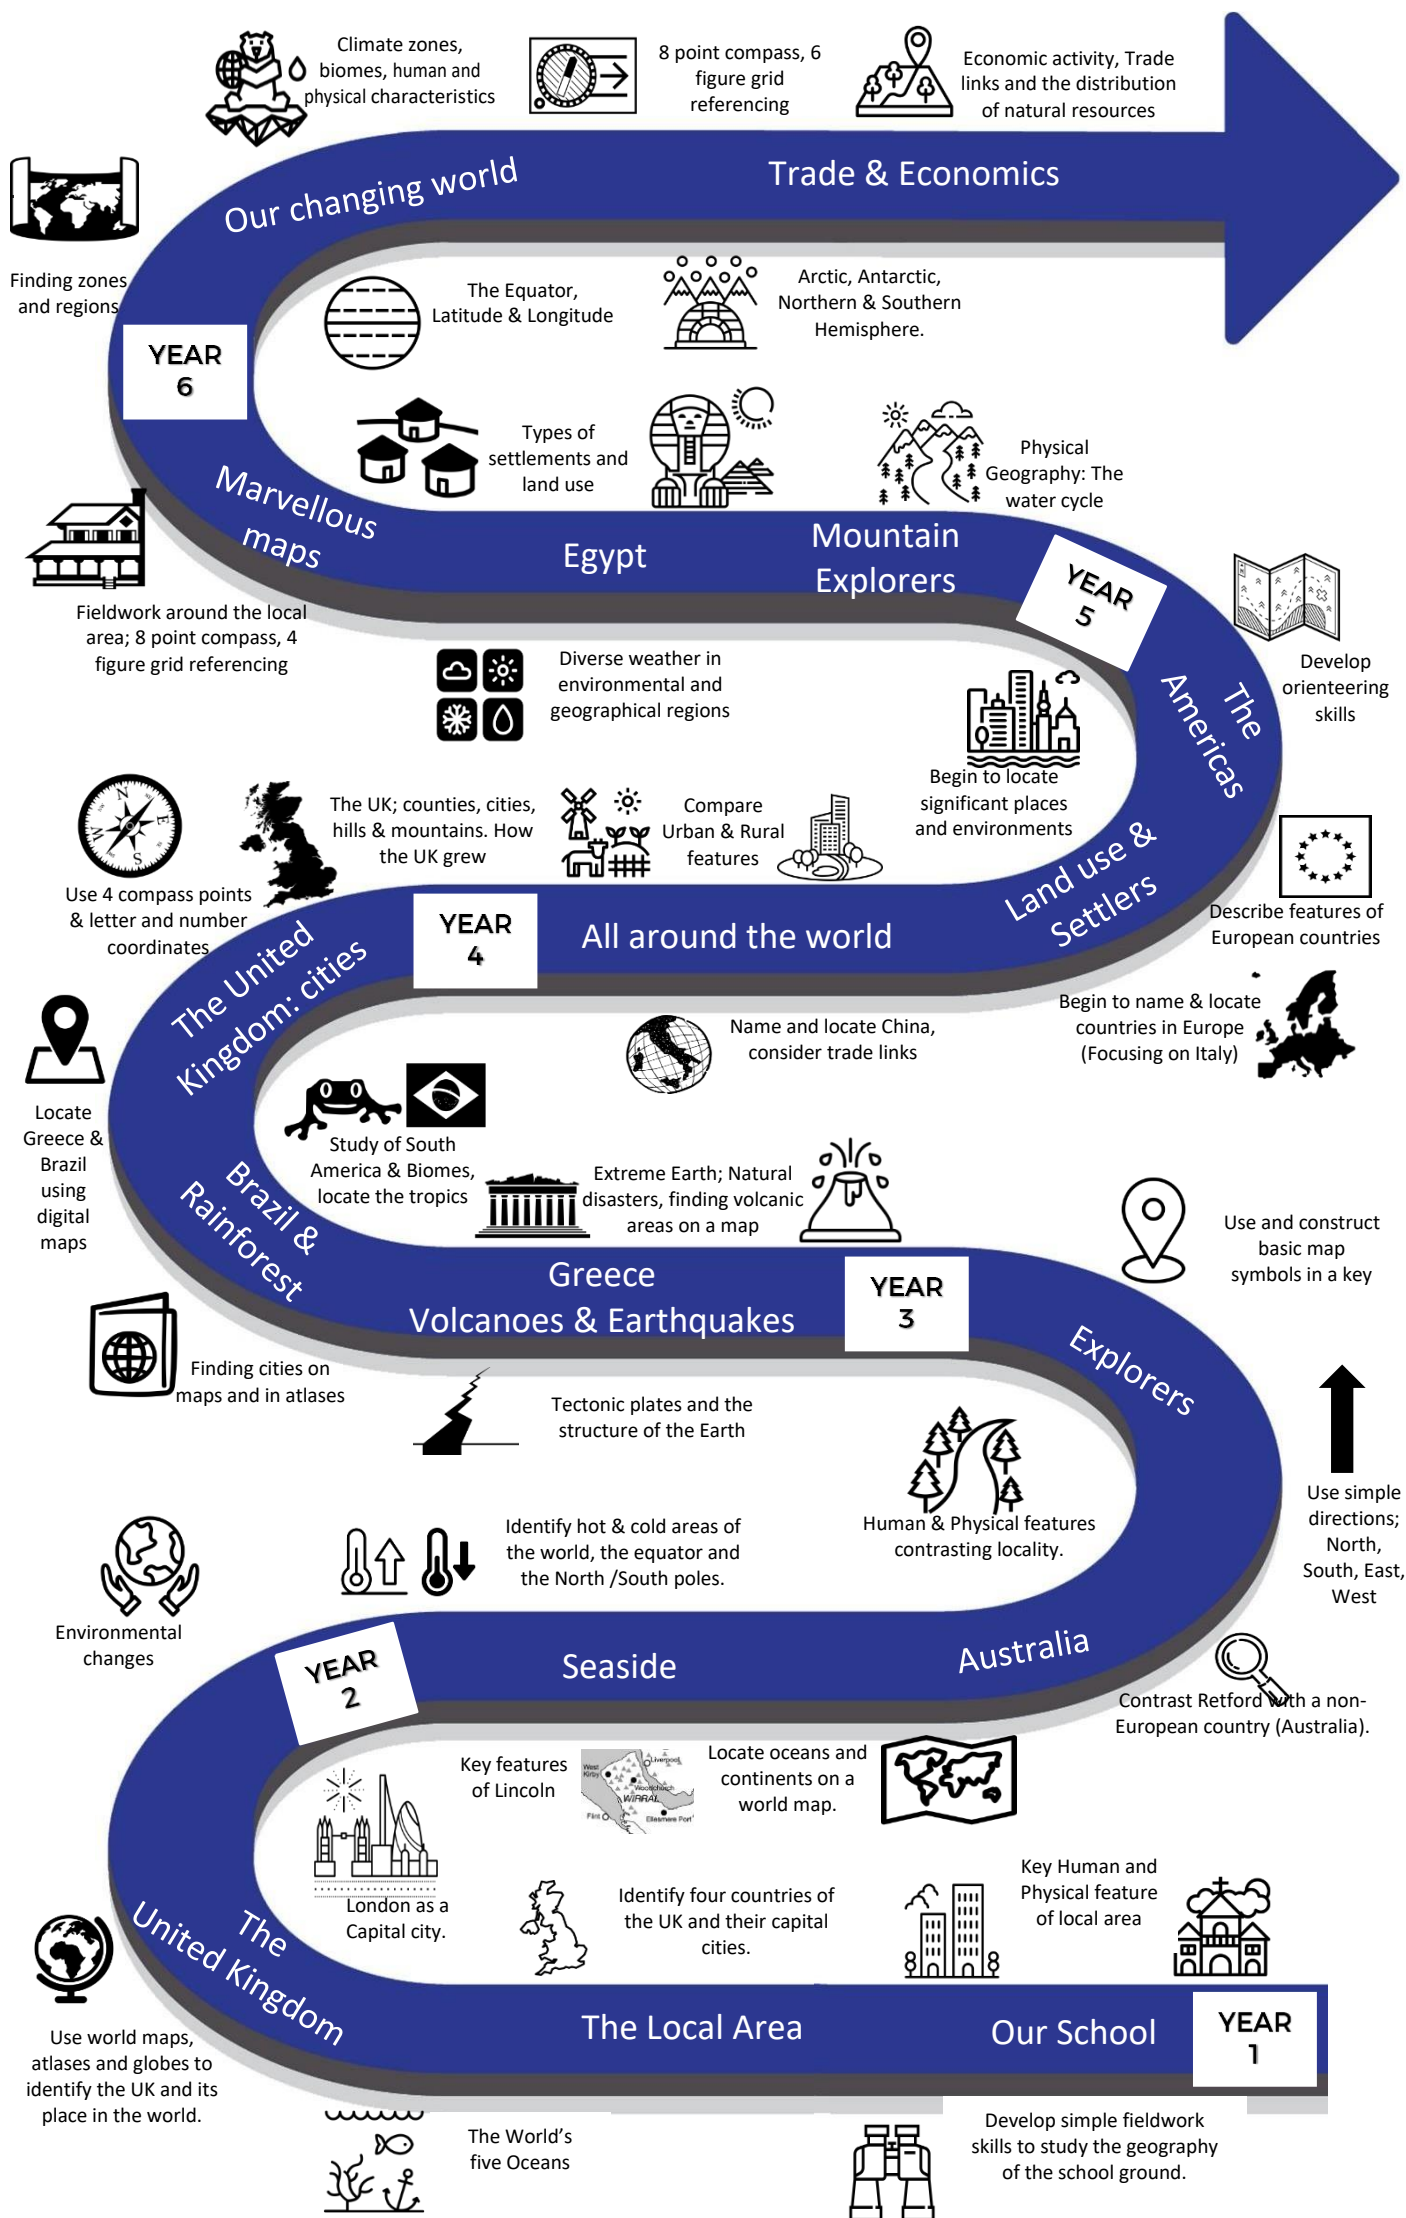 Climate zones,
biomes, human and
physical characteristics
8 point compass, 6
figure grid
referencing
Economic activity, Trade
links and the distribution
of natural resources
Our changing world
Trade & Economics
Finding zones
and regions
The Equator,
Latitude & Longitude
Arctic, Antarctic,
Northern & Southern
Hemisphere.
YEAR
6
Types of
settlements and
land use
Physical
Geography: The
water cycle
Marvellous
maps
Egypt
Mountain
Explorers
YEAR
5
Fieldwork around the local
area; 8 point compass, 4
figure grid referencing
Diverse weather in
environmental and
geographical regions
Develop
orienteering
skills
The
Americas
Begin to locate
significant places
and environments
N
E
S
W
Use 4 compass points
& letter and number
coordinates
The UK; counties, cities,
hills & mountains. How
the UK grew
Compare
Urban & Rural
features
Land use &
Settlers
Describe features of
European countries
The United
Kingdom: cities
YEAR
4
All around the world
Begin to name & locate
countries in Europe
(Focusing on Italy)
Name and locate China,
consider trade links
Locate
Greece &
Brazil
using
digital
maps
Study of South
America & Biomes,
locate the tropics
Extreme Earth; Natural
disasters, finding volcanic
areas on a map
Brazil &
Rainforest
Greece
Volcanoes & Earthquakes
YEAR
3
Explorers
Use and construct
basic map
symbols in a key
Finding cities on
maps and in atlases
Tectonic plates and the
structure of the Earth
Human & Physical features
contrasting locality.
Use simple
directions;
North,
South, East,
West
Environmental
changes
Identify hot & cold areas of
the world, the equator and
the North /South poles.
YEAR
2
Seaside
Australia
Contrast Retford with a non-
European country (Australia).
Key features
of Lincoln
West
Kirby
Liverpool
Woodchurch
WIRRAL
Flint
Ellesmere Port
Locate oceans and
continents on a
world map.
London as a
Capital city.
Identify four countries of
the UK and their capital
cities.
Key Human and
Physical feature
of local area
The
United Kingdom
The Local Area
Our School
YEAR
1
Use world maps,
atlases and globes to
identify the UK and its
place in the world.
The World's
five Oceans
Develop simple fieldwork
skills to study the geography
of the school ground.